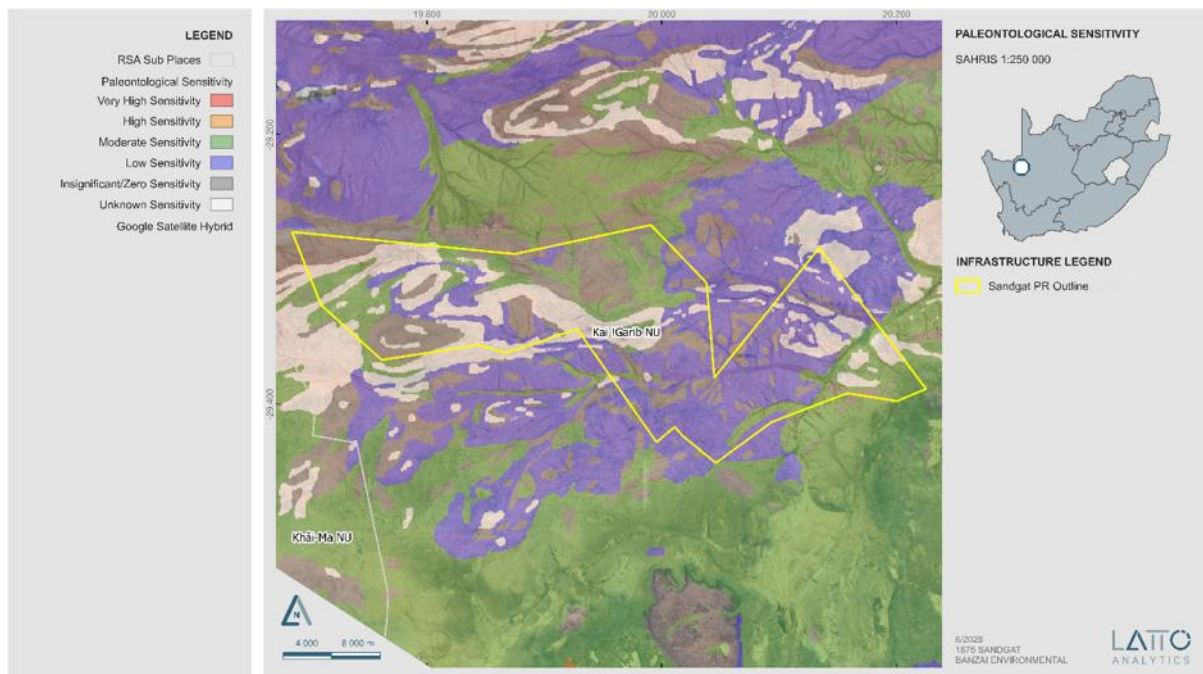 LEGEND
RSA Sub Places
Paleontological Sensitivity
Very High Sensitivity
High Sensitivity
Moderate Sensitivity
Low Sensitivity
Insignificant/Zero Sensitivity
Unknown Sensitivity
Google Satellite Hybrid
19.800
20.000
20.200
-29.200
-29.400
Kai !Garib NU
Khâi-Ma NU
N
4 000 8 000 m
PALEONTOLOGICAL SENSITIVITY
SAHRIS 1:250 000
INFRASTRUCTURE LEGEND
Sandgat PR Outline
1675 SANDGAT
BANZAI ENVIRONMENTAL
LATTO
ANALYTICS